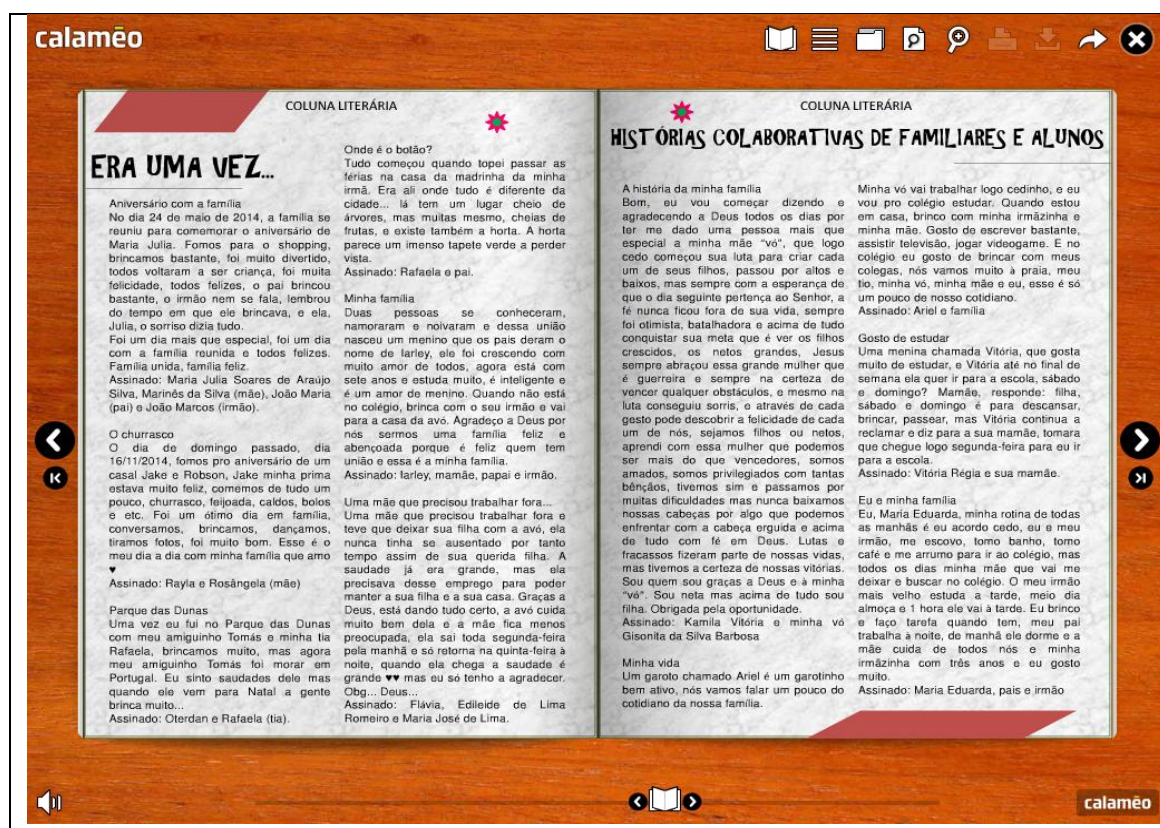 calamēo
COLUNA LITERÁRIA
ERA UMA VEZ...
Aniversário com a família
No dia 24 de maio de 2014, a família se
reuniu para comemorar o aniversário de
Maria Julia. Fomos para o shopping,
brincamos bastante, foi muito divertido,
todos voltaram a ser criança, foi muita
felicidade, todos felizes, o pai brincou
bastante, o irmão nem se fala, lembrou
do tempo em que ele brincava, e ela,
Julia, o sorriso dizia tudo.
Foi um dia mais que especial, foi um dia
com a família reunida e todos felizes.
Família unida, família feliz.
Assinado: Maria Julia Soares de Araújo
Silva, Marinês da Silva (mãe), João Maria
(pai) e João Marcos (irmão).
O churrasco
O dia de domingo passado, dia
16/11/2014, fomos pro aniversário de um
casal Jake e Robson, Jake minha prima
estava muito feliz, comemos de tudo um
pouco, churrasco, feijoada, caldos, bolos
e etc. Foi um ótimo dia em família,
conversamos, brincamos, dançamos,
tiramos fotos, foi muito bom. Esse é o
meu dia a dia com minha família que amo
♥
Assinado: Rayla e Rosângela (mãe)
Parque das Dunas
Uma vez eu fui no Parque das Dunas
com meu amiguinho Tomás e minha tia
Rafaela, brincamos muito, mas agora
meu amiguinho Tomás foi morar em
Portugal. Eu sinto saudades dele mas
quando ele vem para Natal a gente
brinca muito...
Assinado: Oterdan e Rafaela (tia).
Onde é o botão?
Tudo começou quando topei passar as
férias na casa da madrinha da minha
irmã. Era ali onde tudo é diferente da
cidade... lá tem um lugar cheio de
árvores, mas muitas mesmo, cheias de
frutas, e existe também a horta. A horta
parece um imenso tapete verde a perder
vista.
Assinado: Rafaela e pai.
Minha família
Duas pessoas se conheceram,
namoraram e noivaram e dessa união
nasceu um menino que os pais deram o
nome de Iarley, ele foi crescendo com
muito amor de todos, agora está com
sete anos e estuda muito, é inteligente e
é um amor de menino. Quando não está
no colégio, brinca com o seu irmão e vai
para a casa da avó. Agradeço a Deus por
nós sermos uma família feliz e
abençoada porque é feliz quem tem
união e essa é a minha família.
Assinado: Iarley, mamãe, papai e irmão.
Uma mãe que precisou trabalhar fora...
Uma mãe que precisou trabalhar fora e
teve que deixar sua filha com a avó, ela
nunca tinha se ausentado por tanto
tempo assim de sua querida filha. A
saudade já era grande, mas ela
precisava desse emprego para poder
manter a sua filha e a sua casa. Graças a
Deus, está dando tudo certo, a avó cuida
muito bem dela e a mãe fica menos
preocupada, ela sai toda segunda-feira
pela manhã e só retorna na quinta-feira à
noite, quando ela chega a saudade é
grande ♥♥ mas eu só tenho a agradecer.
Obg... Deus...
Assinado: Flávia, Edileide de Lima
Romeiro e Maria José de Lima.
COLUNA LITERÁRIA
HISTÓRIAS COLABORATIVAS DE FAMILIARES E ALUNOS
A história da minha família
Bom, eu vou começar dizendo e
agradecendo a Deus todos os dias por
ter me dado uma pessoa mais que
especial a minha mãe "vó", que logo
cedo começou sua luta para criar cada
um de seus filhos, passou por altos e
baixos, mas sempre com a esperança de
que o dia seguinte pertença ao Senhor, a
fé nunca ficou fora de sua vida, sempre
foi otimista, batalhadora e acima de tudo
conquistar sua meta que é ver os filhos
crescidos, os netos grandes, Jesus
sempre abraçou essa grande mulher que
é guerreira e sempre na certeza de
vencer qualquer obstáculos, e mesmo na
luta conseguiu sorris, e através de cada
gesto pode descobrir a felicidade de cada
um de nós, sejamos filhos ou netos,
aprendi com essa mulher que podemos
ser mais do que vencedores, somos
amados, somos privilegiados com tantas
bênçãos, tivemos sim e passamos por
muitas dificuldades mas nunca baixamos
nossas cabeças por algo que podemos
enfrentar com a cabeça erguida e acima
de tudo com fé em Deus. Lutas e
fracassos fizeram parte de nossas vidas,
mas tivemos a certeza de nossas vitórias.
Sou quem sou graças a Deus e à minha
"vó". Sou neta mas acima de tudo sou
filha. Obrigada pela oportunidade.
Assinado: Kamila Vitória e minha vó
Gisonita da Silva Barbosa
Minha vida
Um garoto chamado Ariel é um garotinho
bem ativo, nós vamos falar um pouco do
cotidiano da nossa família.
Minha vó vai trabalhar logo cedinho, e eu
vou pro colégio estudar. Quando estou
em casa, brinco com minha irmãzinha e
minha mãe. Gosto de escrever bastante,
assistir televisão, jogar videogame. E no
colégio eu gosto de brincar com meus
colegas, nós vamos muito à praia, meu
tio, minha vó, minha mãe e eu, esse é só
um pouco de nosso cotidiano.
Assinado: Ariel e família
Gosto de estudar
Uma menina chamada Vitória, que gosta
muito de estudar, e Vitória até no final de
semana ela quer ir para a escola, sábado
e domingo? Mamãe, responde: filha,
sábado e domingo é para descansar,
brincar, passear, mas Vitória continua a
reclamar e diz para a sua mamãe, tomara
que chegue logo segunda-feira para eu ir
para a escola.
Assinado: Vitória Régia e sua mamãe.
Eu e minha família
Eu, Maria Eduarda, minha rotina de todas
as manhãs é eu acordo cedo, eu e meu
irmão, me escovo, tomo banho, tomo
café e me arrumo para ir ao colégio, mas
todos os dias minha mãe que vai me
deixar e buscar no colégio. O meu irmão
mais velho estuda a tarde, meio dia
almoça e 1 hora ele vai à tarde. Eu brinco
e faço tarefa quando tem, meu pai
trabalha à noite, de manhã ele dorme e a
mãe cuida de todos nós e minha
irmãzinha com três anos e eu gosto
muito.
Assinado: Maria Eduarda, pais e irmão
calamēo